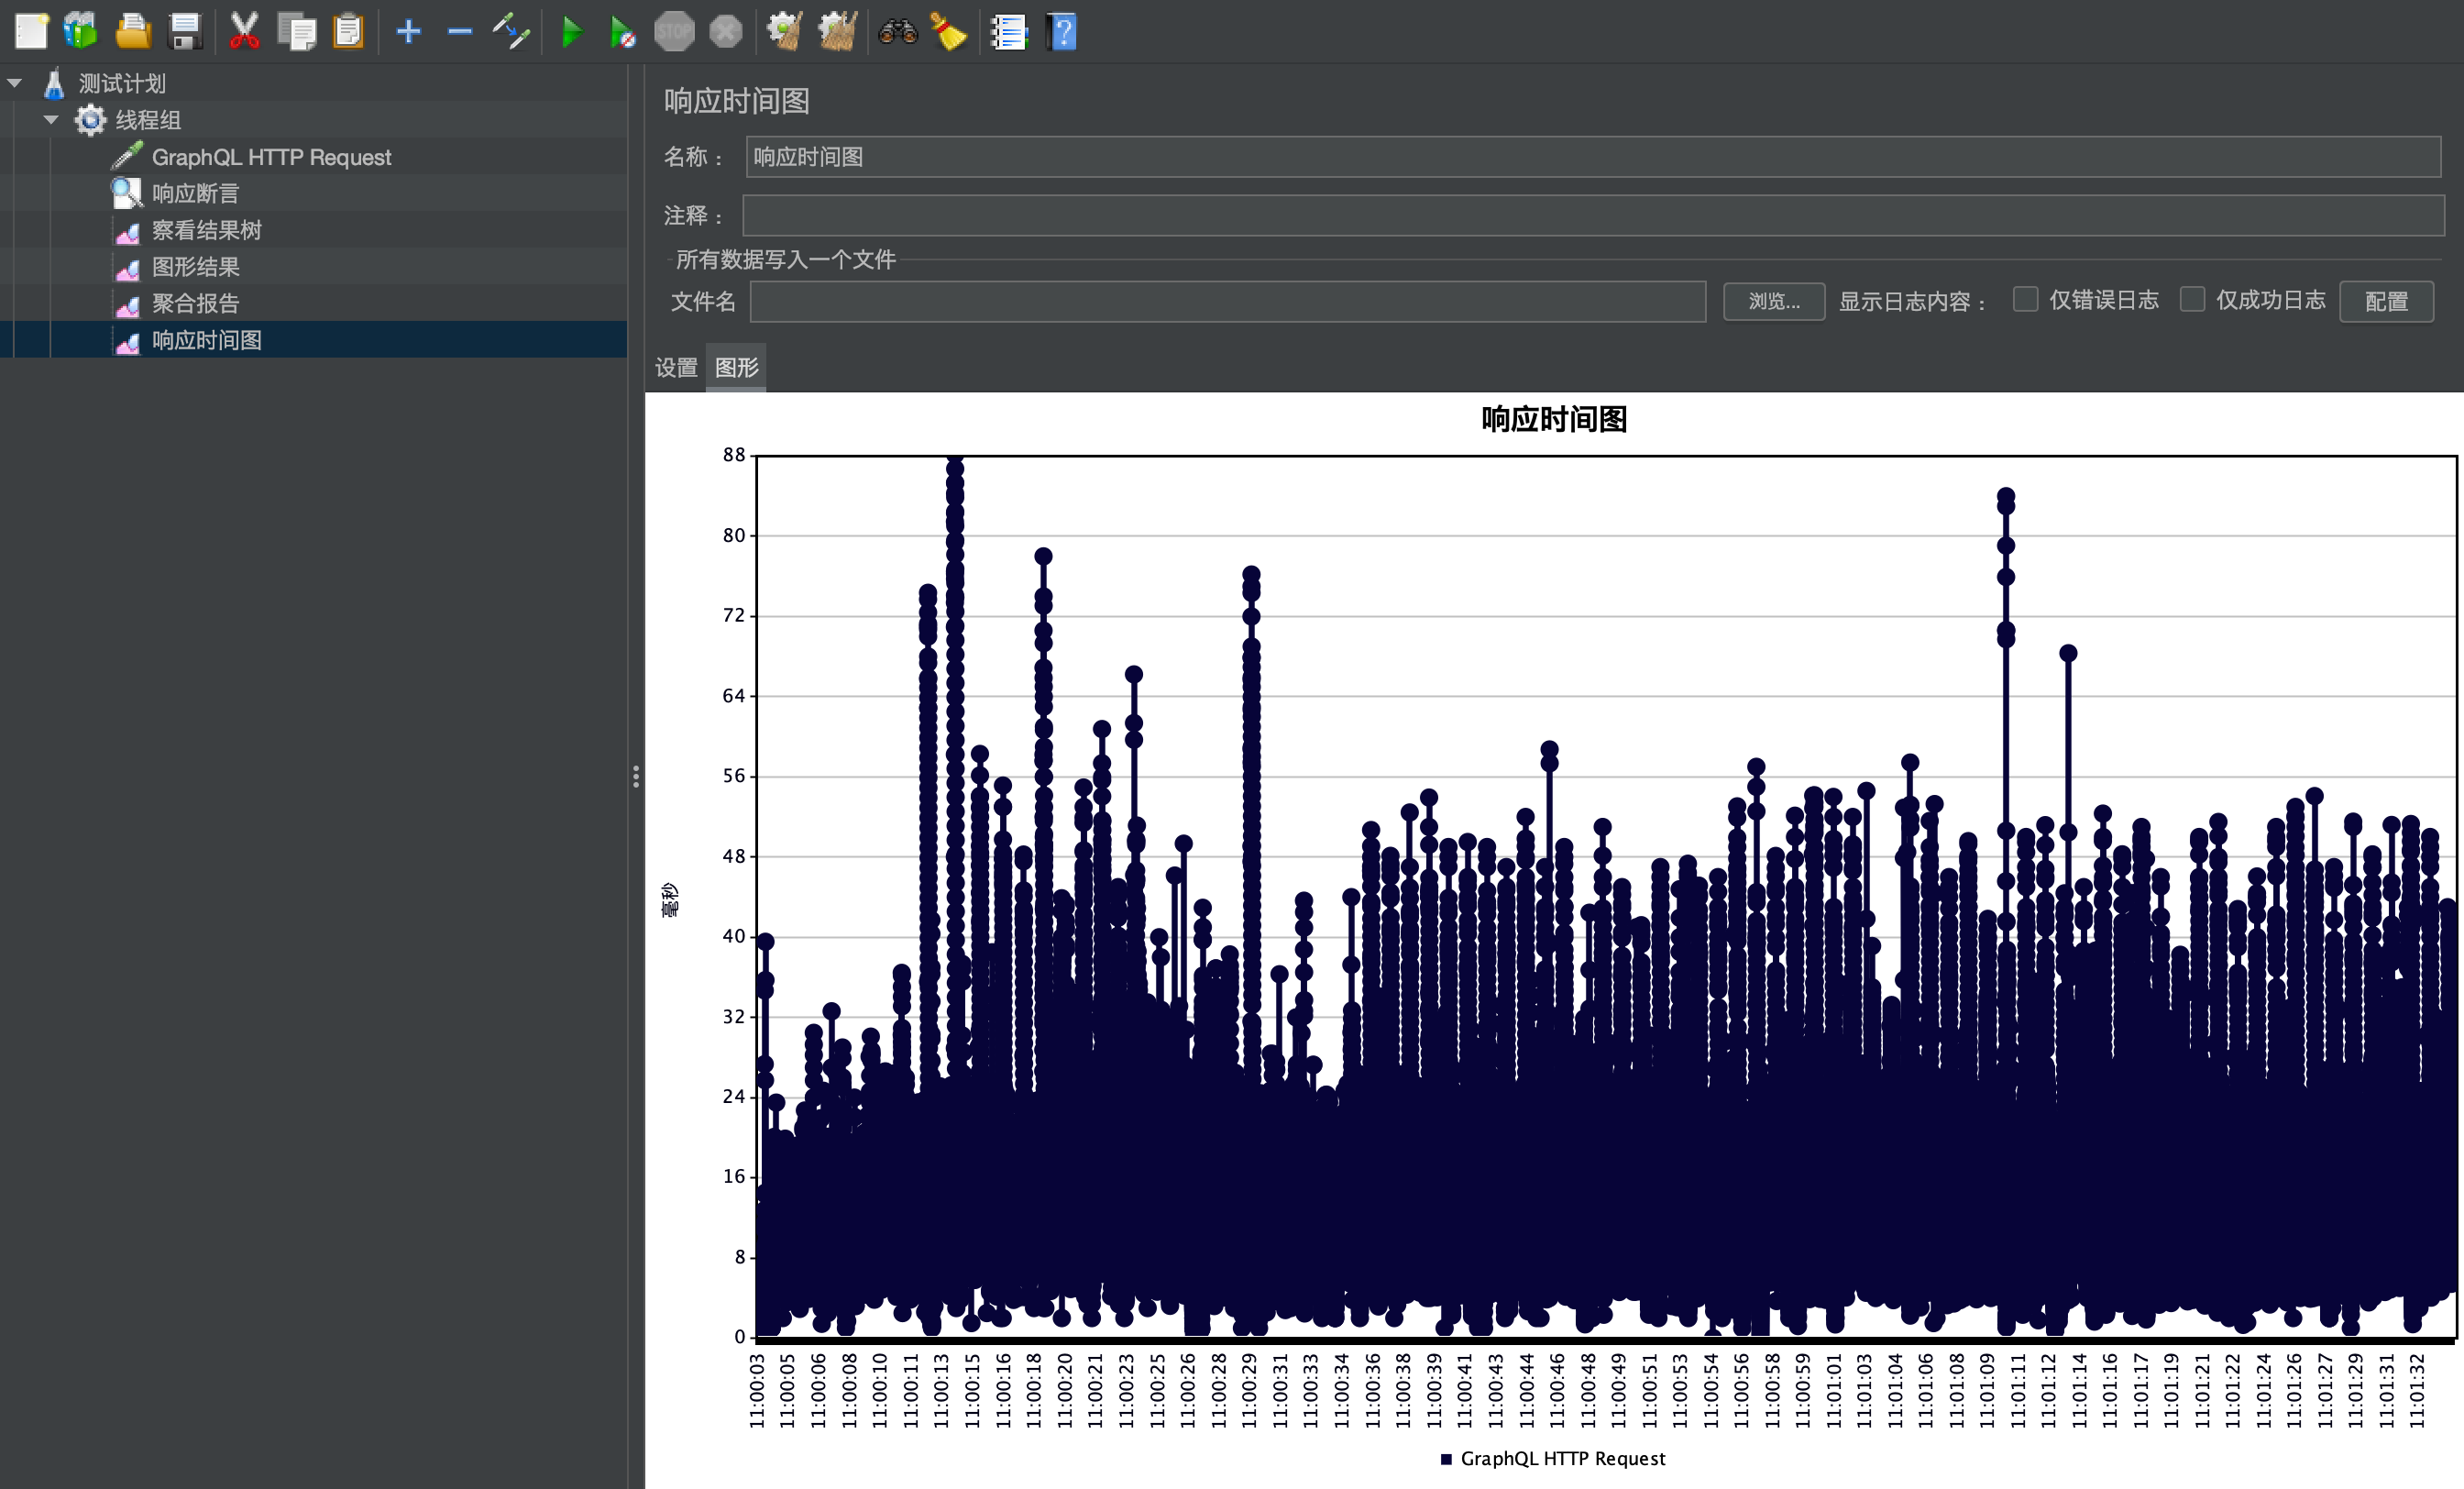 STOP
测试计划
线程组
GraphQL HTTP Request
响应断言
察看结果树
图形结果
聚合报告
响应时间图
响应时间图
名称： 响应时间图
注释：
所有数据写入一个文件
文件名 浏览... 显示日志内容： 仅错误日志 仅成功日志 配置
设置 图形
响应时间图
88
80
72
64
56
48
40
32
24
16
8
0
毫秒
11:00:03 11:00:05 11:00:06 11:00:08 11:00:10 11:00:11 11:00:13 11:00:15 11:00:16 11:00:18 11:00:20 11:00:21 11:00:23 11:00:25 11:00:26 11:00:28 11:00:29 11:00:31 11:00:33 11:00:34 11:00:36 11:00:38 11:00:39 11:00:41 11:00:43 11:00:44 11:00:46 11:00:48 11:00:49 11:00:51 11:00:53 11:00:54 11:00:56 11:00:58 11:00:59 11:01:01 11:01:03 11:01:04 11:01:06 11:01:08 11:01:09 11:01:11 11:01:12 11:01:14 11:01:16 11:01:17 11:01:19 11:01:21 11:01:22 11:01:24 11:01:26 11:01:27 11:01:29 11:01:31 11:01:32
GraphQL HTTP Request